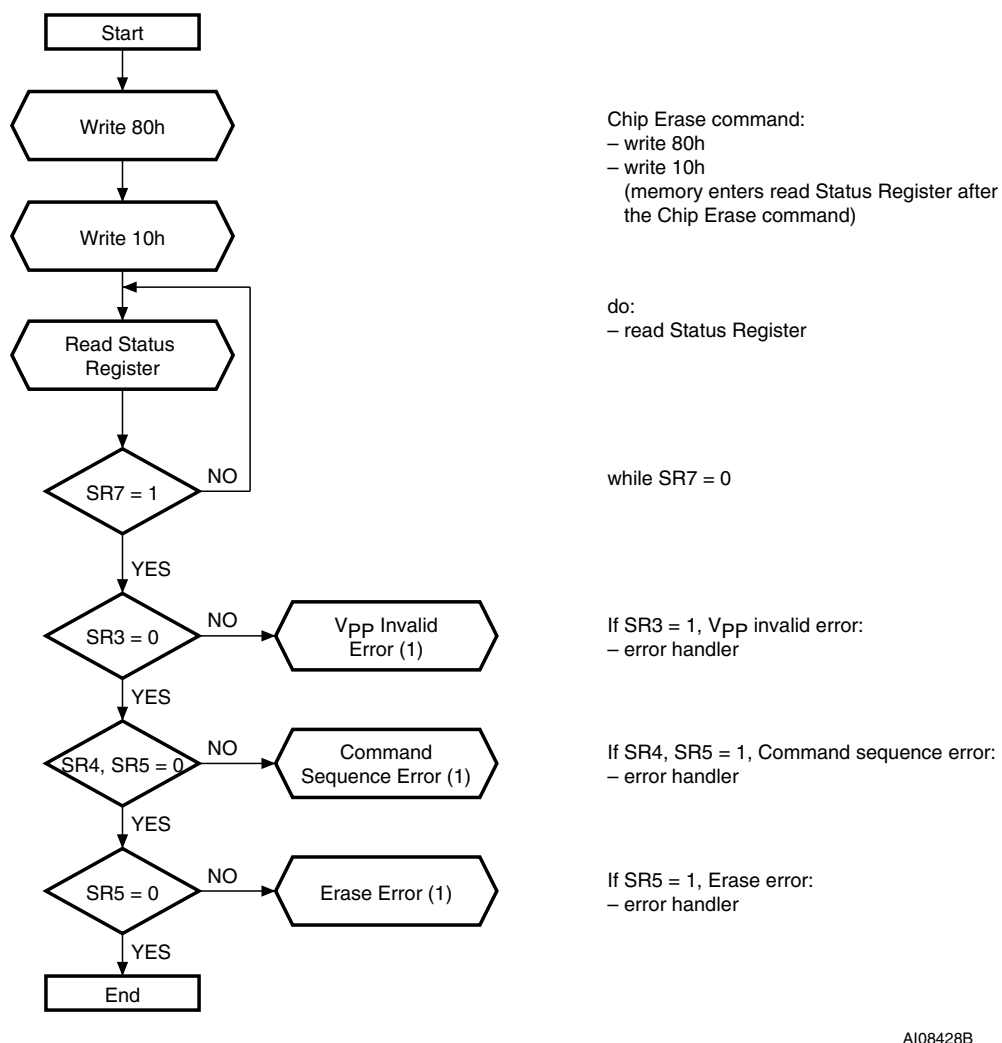 Start
Write 80h
Chip Erase command:
– write 80h
– write 10h
(memory enters read Status Register after
the Chip Erase command)
Write 10h
do:
– read Status Register
Read Status
Register
SR7 = 1
NO
while SR7 = 0
YES
SR3 = 0
NO
VPP Invalid
Error (1)
If SR3 = 1, VPP invalid error:
– error handler
YES
SR4, SR5 = 0
NO
Command
Sequence Error (1)
If SR4, SR5 = 1, Command sequence error:
– error handler
YES
SR5 = 0
NO
Erase Error (1)
If SR5 = 1, Erase error:
– error handler
YES
End
AI08428B